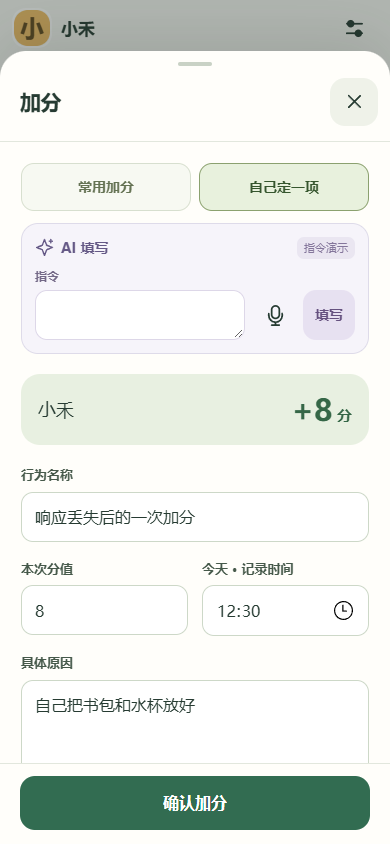 小 小禾
加分
常用加分 自己定一项
AI 填写 指令演示
指令
填写
小禾 +8 分
行为名称
响应丢失后的一次加分
本次分值 今天 • 记录时间
8 12:30
具体原因
自己把书包和水杯放好
确认加分